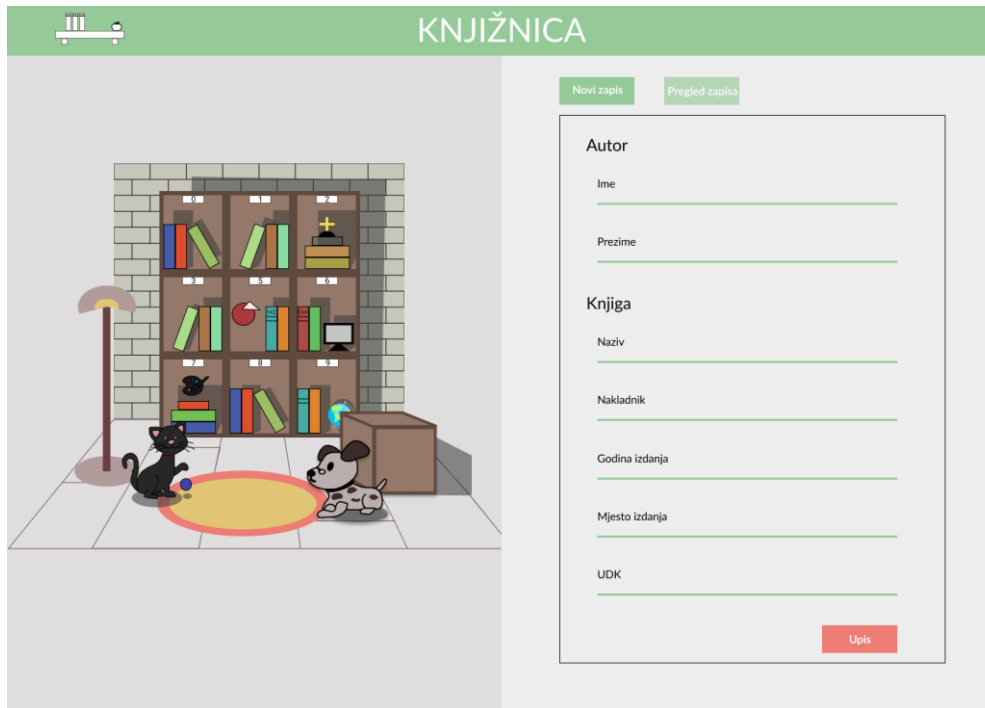 KNJIŽNICA
0
1
2
3
5
6
7
8
9
Novi zapis
Pregled zapisa
Autor
Ime
Prezime
Knjiga
Naziv
Nakladnik
Godina izdanja
Mjesto izdanja
UDK
Upis